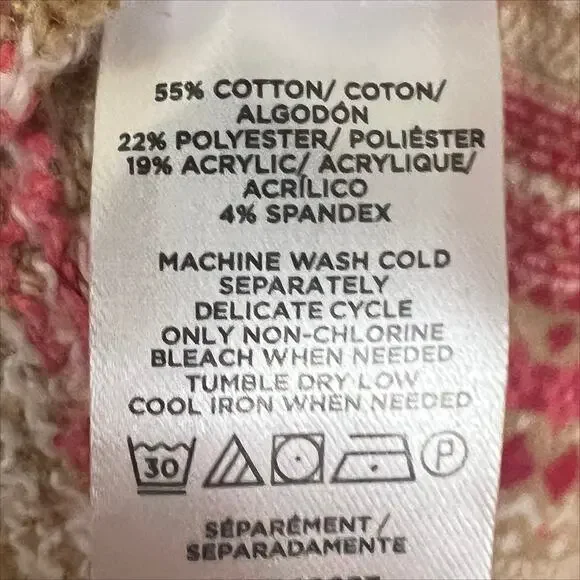 55% COTTON/ COTON/
ALGODÓN
22% POLYESTER/ POLIÉSTER
19% ACRYLIC/ ACRYLIQUE/
ACRÍLICO
4% SPANDEX
MACHINE WASH COLD
SEPARATELY
DELICATE CYCLE
ONLY NON-CHLORINE
BLEACH WHEN NEEDED
TUMBLE DRY LOW
COOL IRON WHEN NEEDED
30 P
SÉPARÉMENT/
SEPARADAMENTE